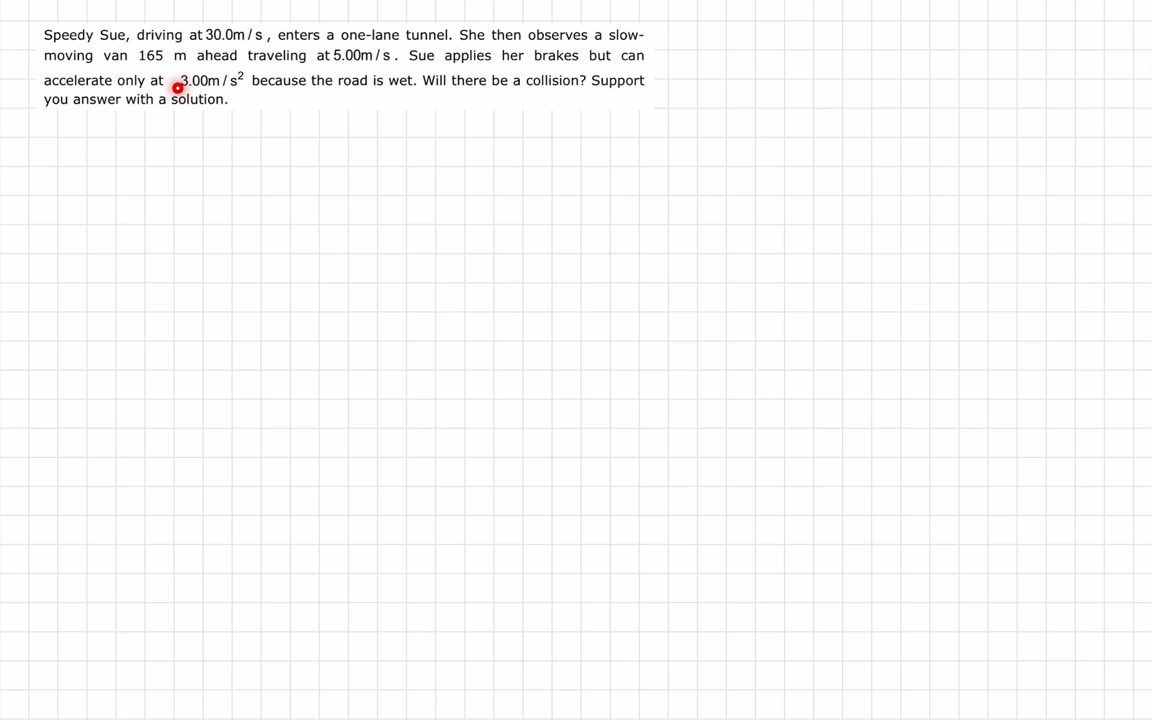 Speedy Sue, driving at 30.0m/s, enters a one-lane tunnel. She then observes a slow-
moving van 165 m ahead traveling at 5.00m/s. Sue applies her brakes but can
accelerate only at 3.00m/s² because the road is wet. Will there be a collision? Support
you answer with a solution.